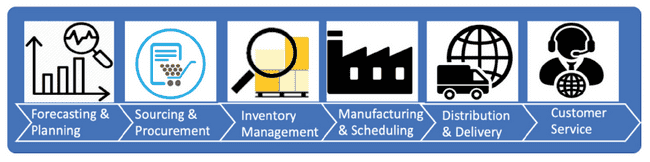 Forecasting &
Planning
Sourcing &
Procurement
Inventory
Management
Manufacturing
& Scheduling
Distribution
& Delivery
Customer
Service